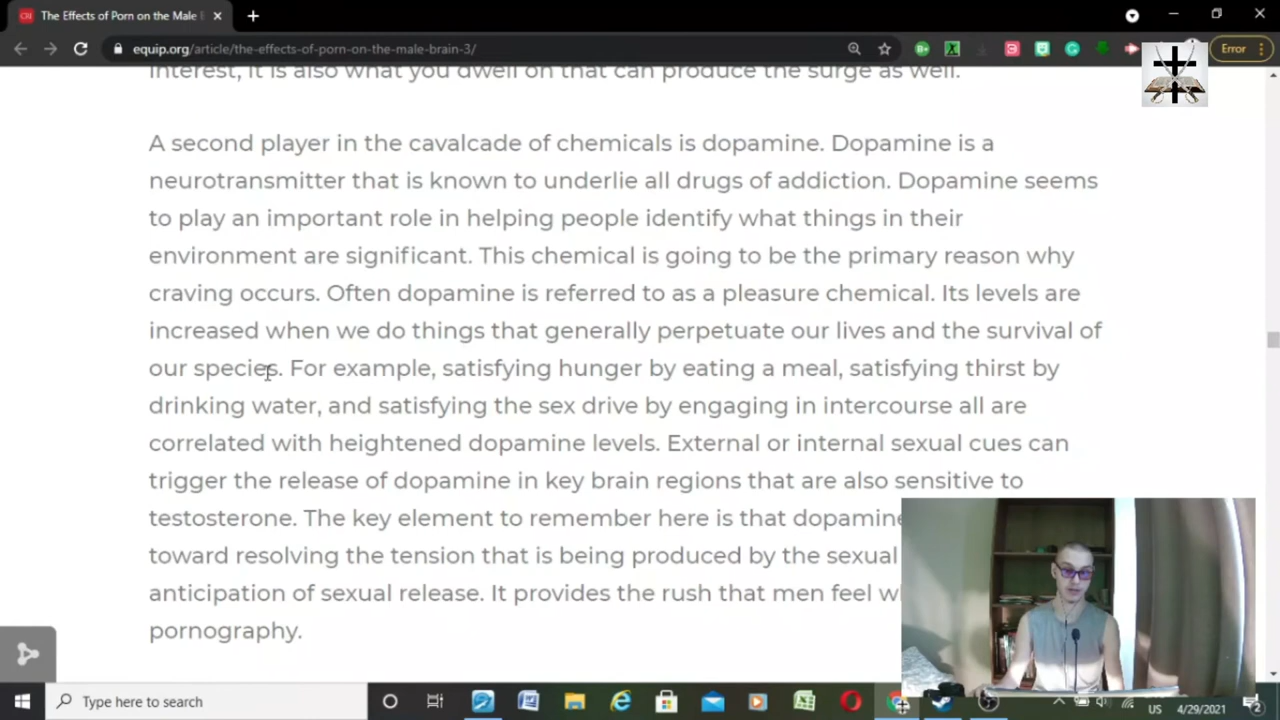 The Effects of Porn on the Male
equip.org/article/the-effects-of-porn-on-the-male-brain-3/
Error
interest, it is also what you dwell on that can produce the surge as well.
A second player in the cavalcade of chemicals is dopamine. Dopamine is a
neurotransmitter that is known to underlie all drugs of addiction. Dopamine seems
to play an important role in helping people identify what things in their
environment are significant. This chemical is going to be the primary reason why
craving occurs. Often dopamine is referred to as a pleasure chemical. Its levels are
increased when we do things that generally perpetuate our lives and the survival of
our species. For example, satisfying hunger by eating a meal, satisfying thirst by
drinking water, and satisfying the sex drive by engaging in intercourse all are
correlated with heightened dopamine levels. External or internal sexual cues can
trigger the release of dopamine in key brain regions that are also sensitive to
testosterone. The key element to remember here is that dopamine
toward resolving the tension that is being produced by the sexual
anticipation of sexual release. It provides the rush that men feel
pornography.
Type here to search
US
4/29/2021
2